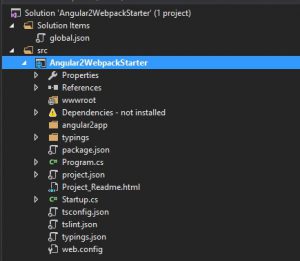 Solution 'Angular2WebpackStarter' (1 project)
Solution Items
global.json
src
Angular2WebpackStarter
Properties
References
wwwroot
Dependencies - not installed
angular2app
typings
package.json
Program.cs
project.json
Project_Readme.html
Startup.cs
tsconfig.json
tslint.json
typings.json
web.config